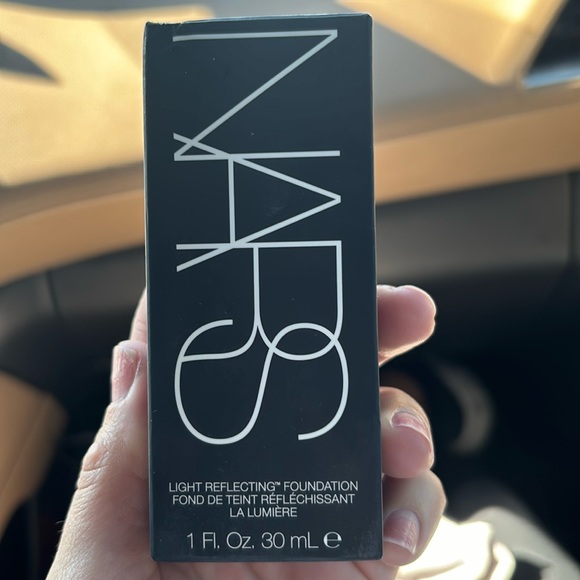 NARS
LIGHT REFLECTING™ FOUNDATION
FOND DE TEINT RÉFLÉCHISSANT
LA LUMIÈRE
1 Fl. Oz. 30 mL ℮